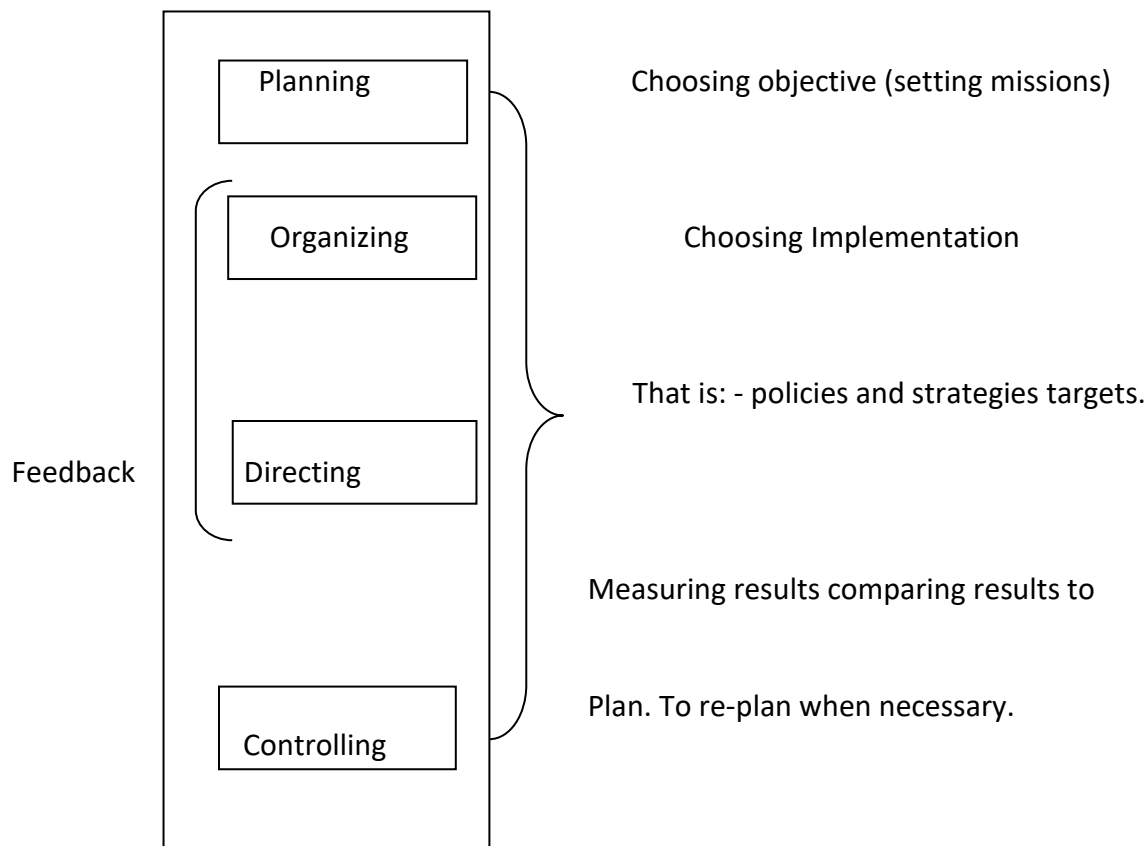 Planning
Choosing objective (setting missions)
Organizing
Choosing Implementation
That is: - policies and strategies targets.
Feedback
Directing
Measuring results comparing results to
Plan. To re-plan when necessary.
Controlling